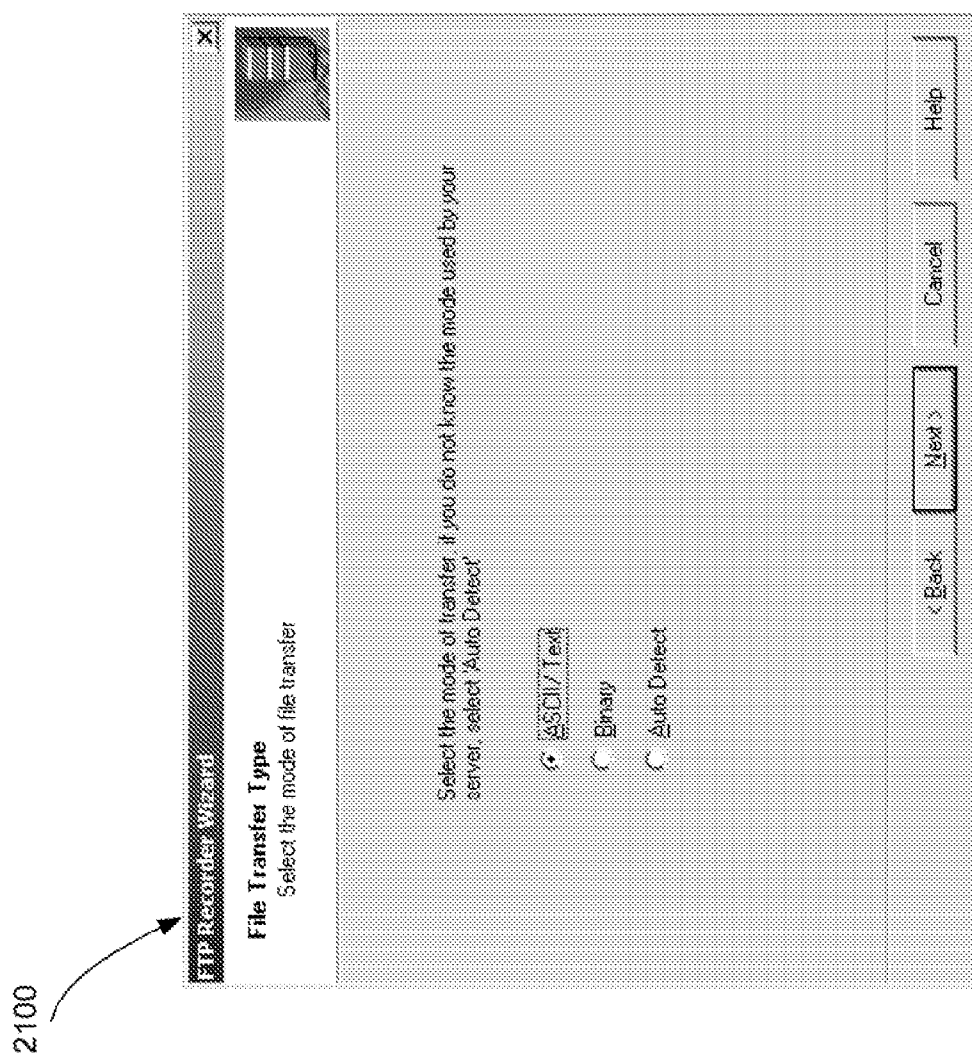 2100
FTP Recorder Wizard
File Transfer Type
Select the mode of file transfer
Select the mode of transfer. If you do not know the mode used by your
server, select 'Auto Detect'
ASCII / Text
Binary
Auto Detect
< Back
Next >
Cancel
Help